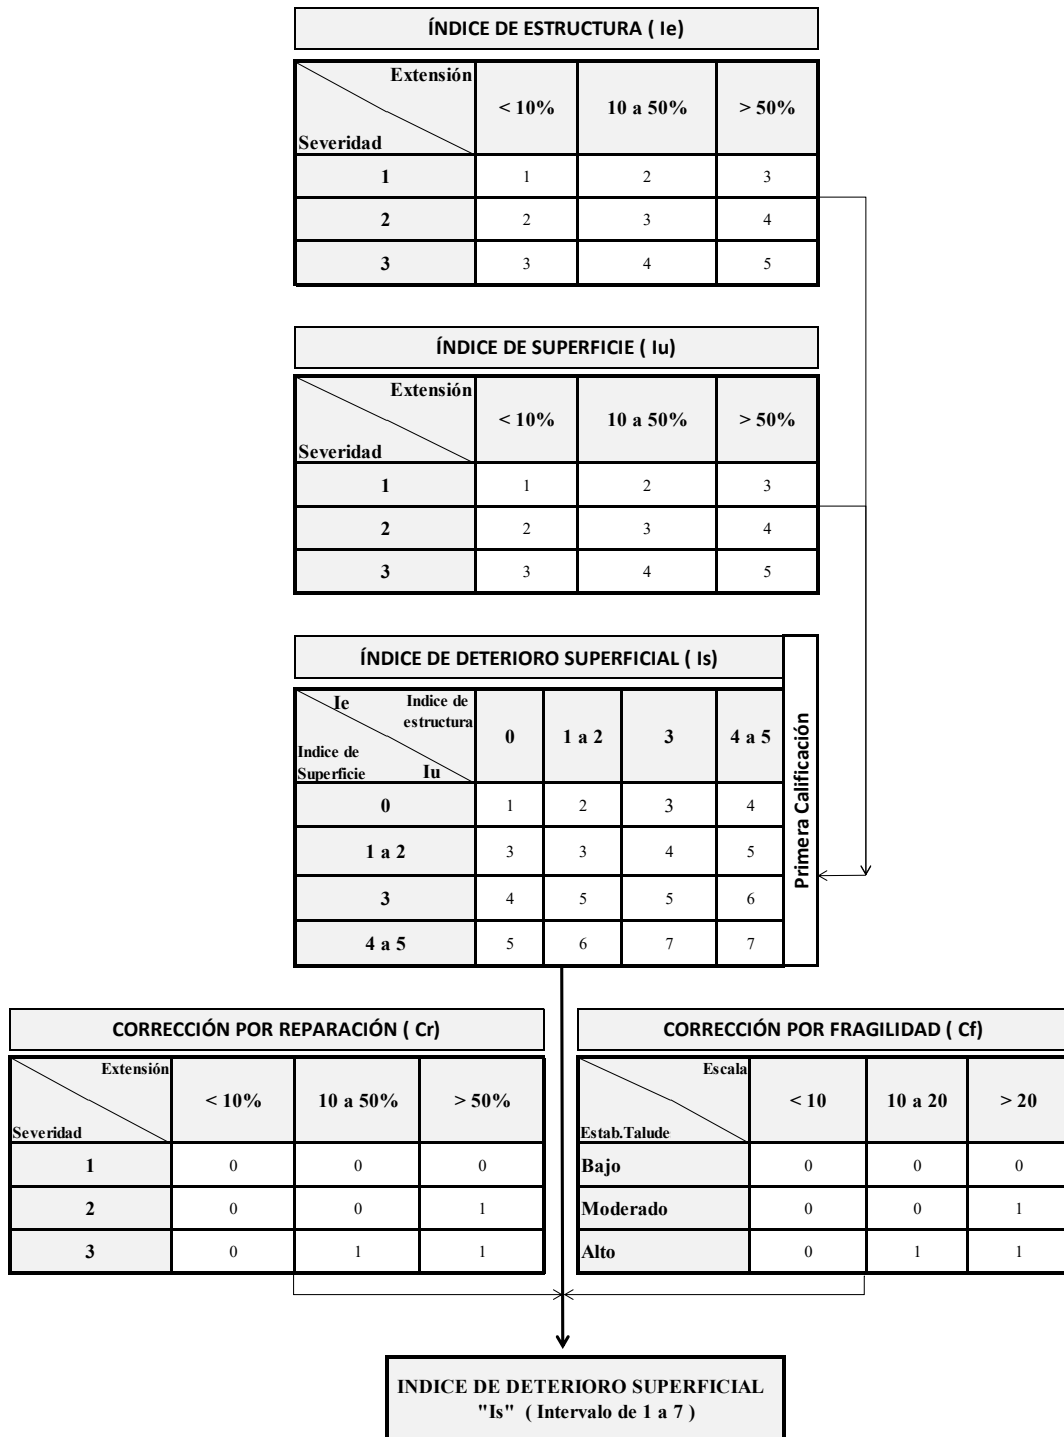 ÍNDICE DE ESTRUCTURA ( Ie)
Extensión
Severidad
< 10% 10 a 50% > 50%
1 1 2 3
2 2 3 4
3 3 4 5
ÍNDICE DE SUPERFICIE ( Iu)
Extensión
Severidad
< 10% 10 a 50% > 50%
1 1 2 3
2 2 3 4
3 3 4 5
ÍNDICE DE DETERIORO SUPERFICIAL ( Is)
Ie Indice de
estructura
Indice de
Superficie Iu
0 1 a 2 3 4 a 5
0 1 2 3 4
1 a 2 3 3 4 5
3 4 5 5 6
4 a 5 5 6 7 7
Primera Calificación
CORRECCIÓN POR REPARACIÓN ( Cr)
Extensión
Severidad
< 10% 10 a 50% > 50%
1 0 0 0
2 0 0 1
3 0 1 1
CORRECCIÓN POR FRAGILIDAD ( Cf)
Escala
Estab.Talude
< 10 10 a 20 > 20
Bajo 0 0 0
Moderado 0 0 1
Alto 0 1 1
INDICE DE DETERIORO SUPERFICIAL
"Is" ( Intervalo de 1 a 7 )